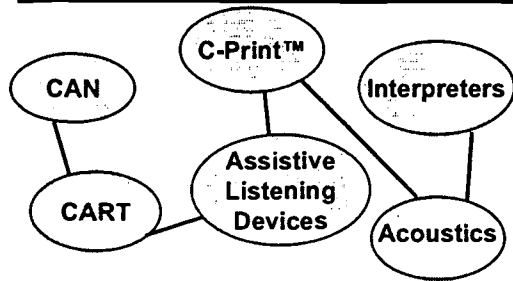 C-Print™
CAN
Interpreters
Assistive
Listening
Devices
CART
Acoustics